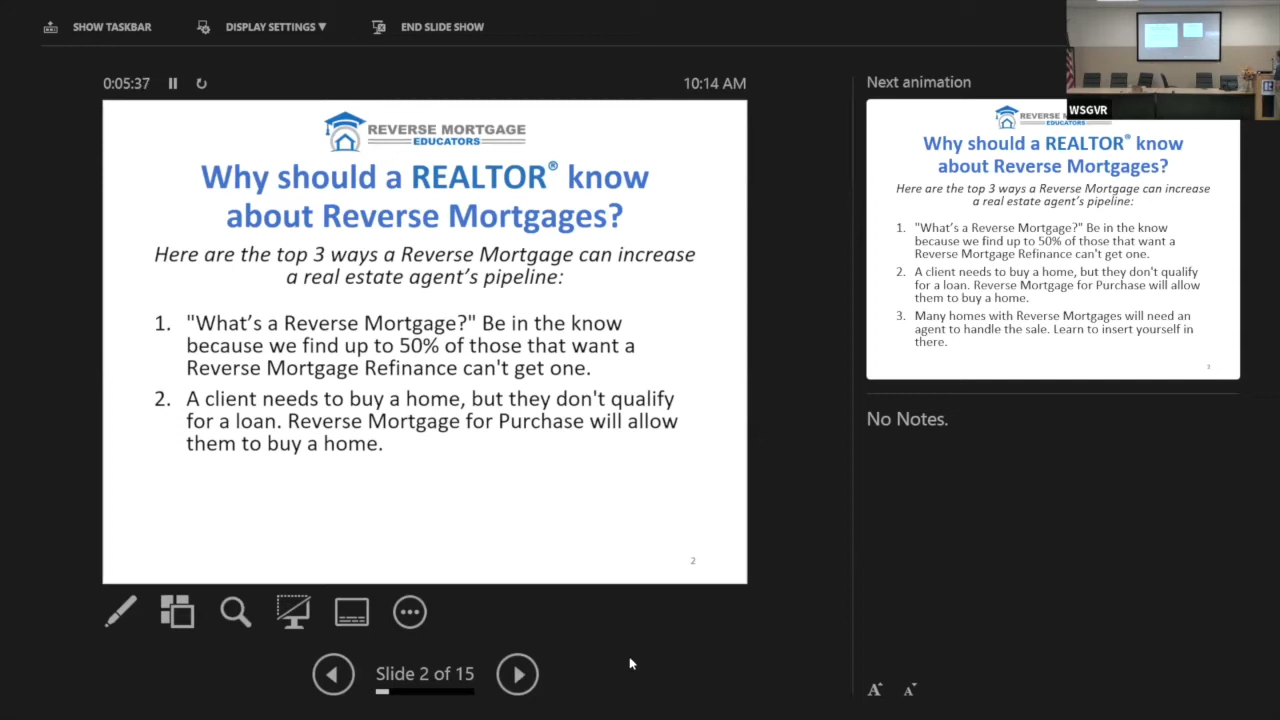 SHOW TASKBAR
DISPLAY SETTINGS ▼
END SLIDE SHOW
0:05:37
10:14 AM
REVERSE MORTGAGE
EDUCATORS
Why should a REALTOR® know
about Reverse Mortgages?
Here are the top 3 ways a Reverse Mortgage can increase
a real estate agent’s pipeline:
1. "What’s a Reverse Mortgage?" Be in the know
because we find up to 50% of those that want a
Reverse Mortgage Refinance can't get one.
2. A client needs to buy a home, but they don't qualify
for a loan. Reverse Mortgage for Purchase will allow
them to buy a home.
2
Slide 2 of 15
Next animation
WSGVR
REVERSE
EDUCATORS
Why should a REALTOR® know
about Reverse Mortgages?
Here are the top 3 ways a Reverse Mortgage can increase
a real estate agent’s pipeline:
1. "What’s a Reverse Mortgage?" Be in the know
because we find up to 50% of those that want a
Reverse Mortgage Refinance can't get one.
2. A client needs to buy a home, but they don't qualify
for a loan. Reverse Mortgage for Purchase will allow
them to buy a home.
3. Many homes with Reverse Mortgages will need an
agent to handle the sale. Learn to insert yourself in
there.
3
No Notes.
A A